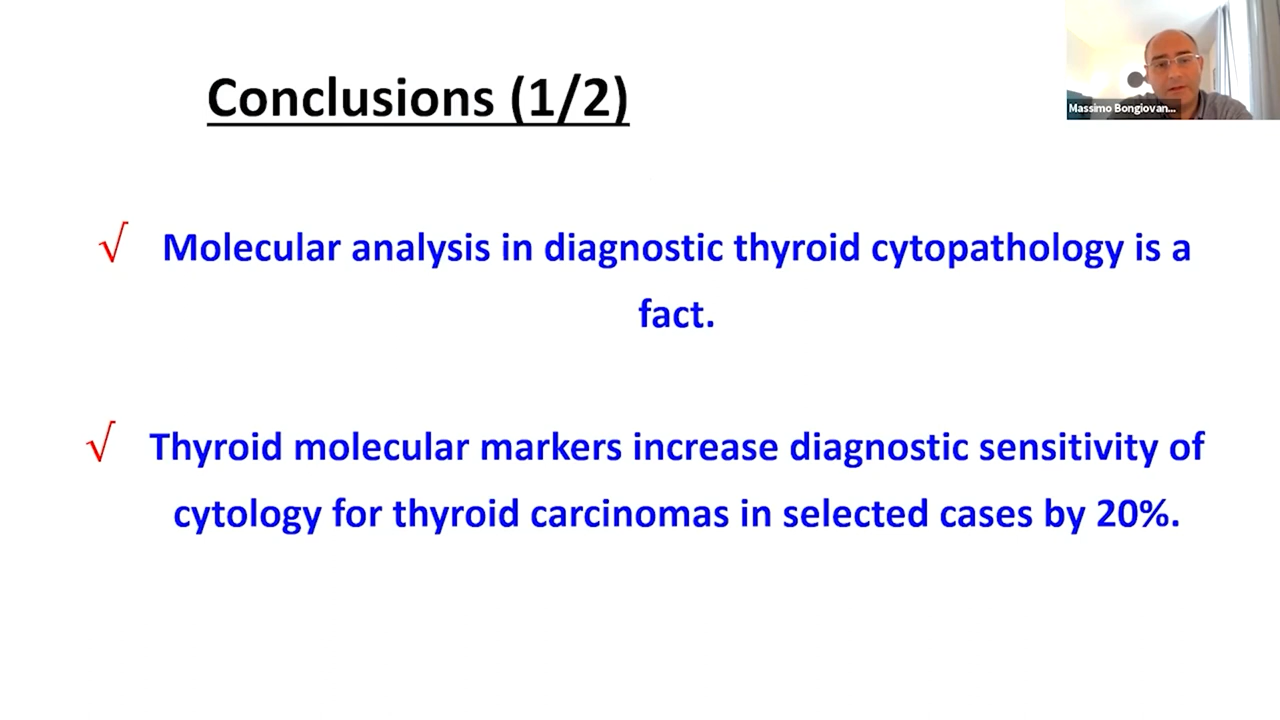 Conclusions (1/2)
Massimo Bongiovan...
√ Molecular analysis in diagnostic thyroid cytopathology is a
fact.
√ Thyroid molecular markers increase diagnostic sensitivity of
cytology for thyroid carcinomas in selected cases by 20%.